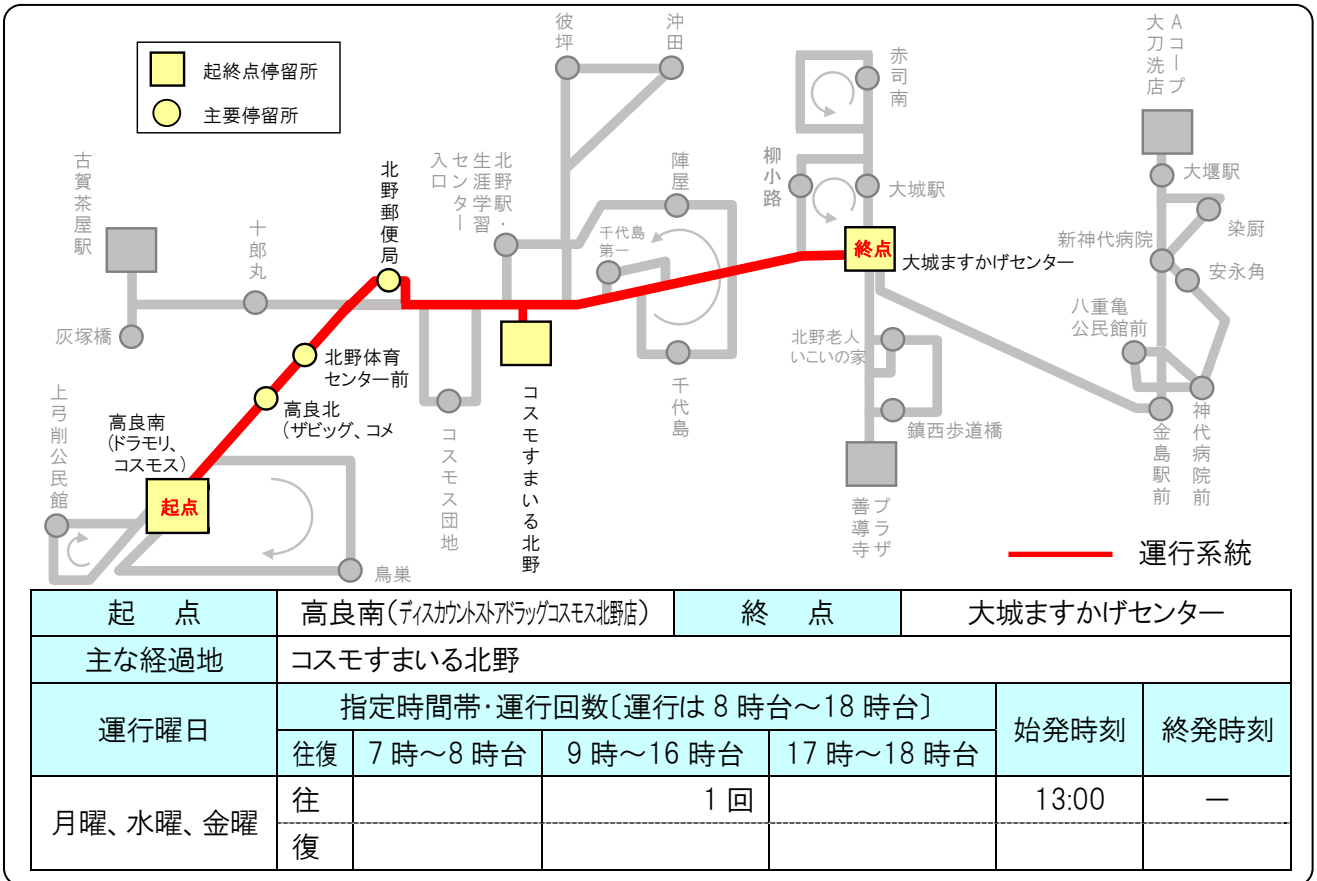 起終点停留所
主要停留所
彼坪
沖田
赤司南
Aコープ
大刀洗店
古賀茶屋駅
十郎丸
北野郵便局
北野駅・
生涯学習
センター
入口
陣屋
千代島
第一
柳小路
大城駅
大堰駅
染厨
新神代病院
安永角
終点
大城ますかげセンター
八重亀
公民館前
灰塚橋
北野体育
センター前
北野老人
いこいの家
高良北
(ザビッグ、コメ
上弓削公民館
高良南
(ドラモリ、
コスモス)
コスモス団地
コスモすまいる北野
千代島
鎮西歩道橋
金島駅前
神代病院前
起点
プラザ
善導寺
鳥巣
運行系統
起 点 高良南(ディスカウントストアドラッグコスモス北野店) 終 点 大城ますかげセンター
主な経過地 コスモすまいる北野
運行曜日 指定時間帯・運行回数〔運行は8時台～18時台〕 始発時刻 終発時刻
往復 7時～8時台 9時～16時台 17時～18時台
月曜、水曜、金曜 往 1回 13:00 －
復